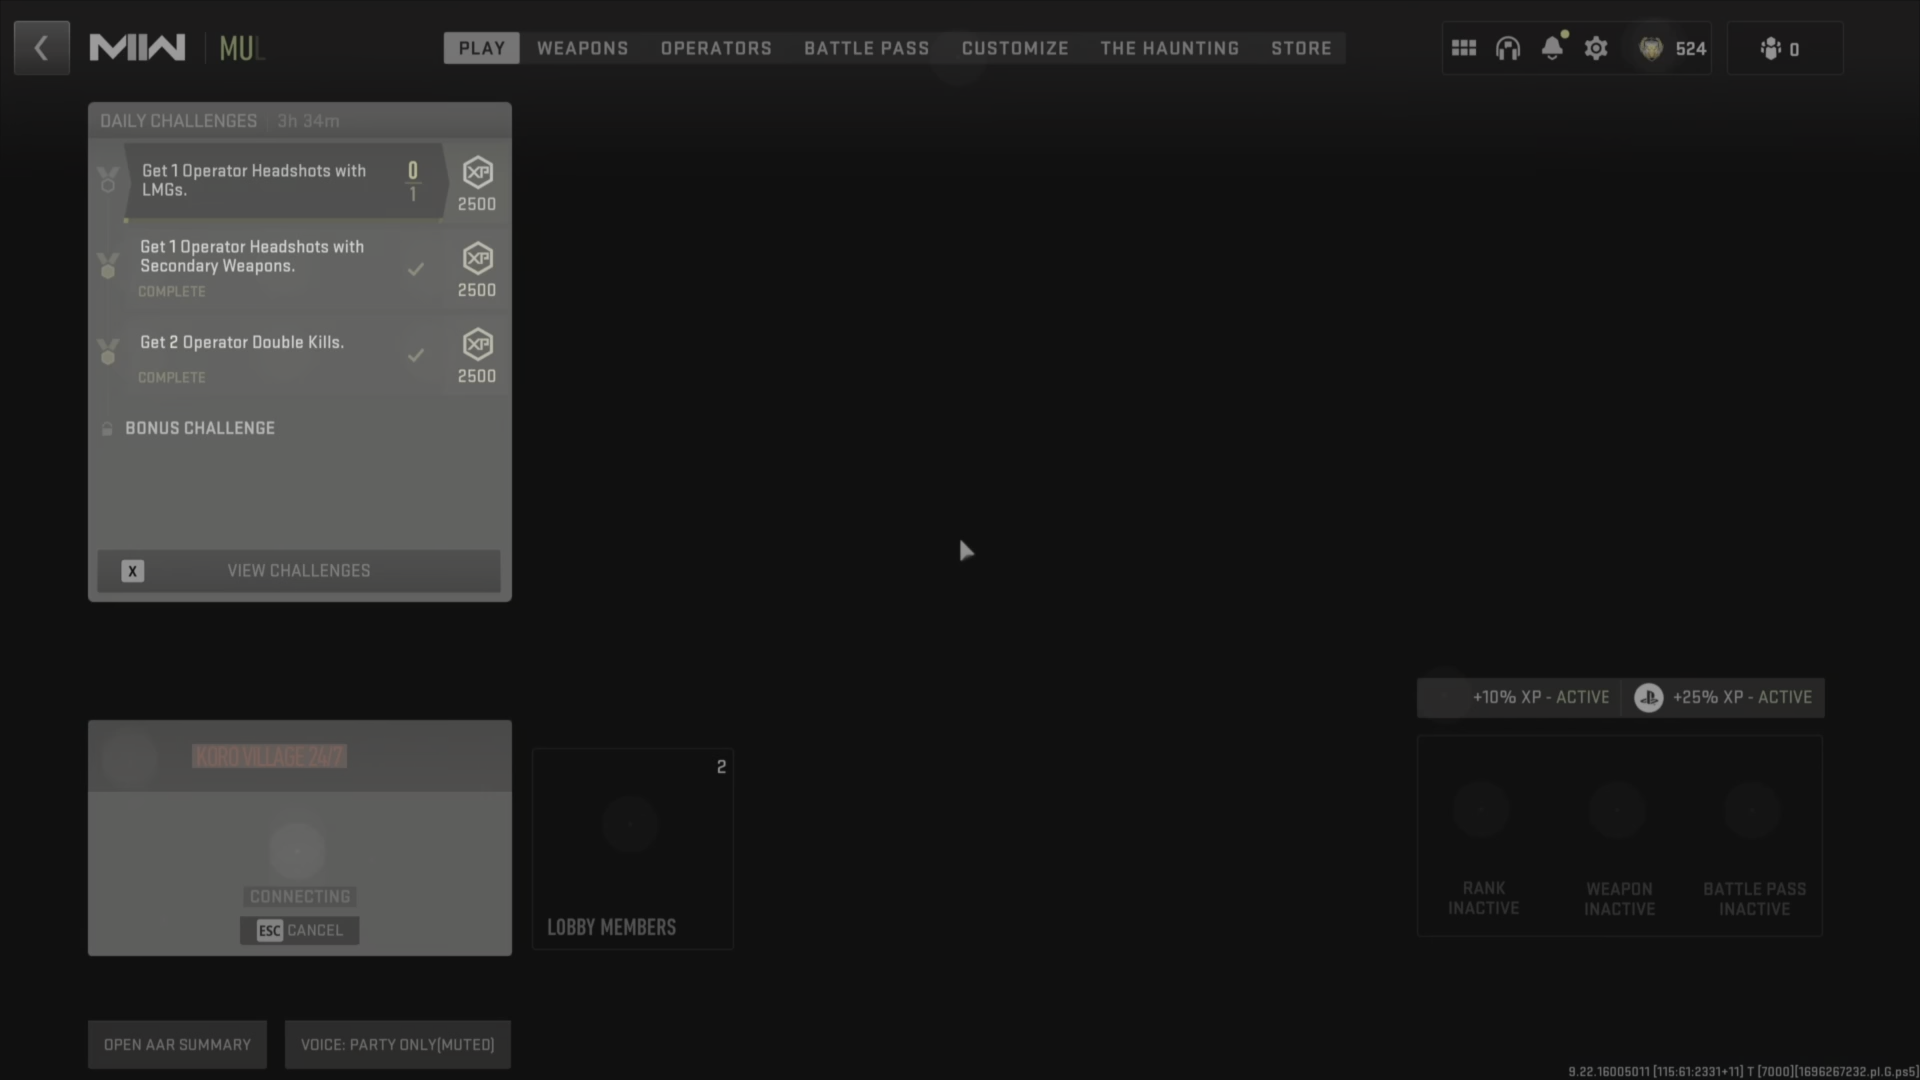 MW MUL
PLAY WEAPONS OPERATORS BATTLE PASS CUSTOMIZE THE HAUNTING STORE
524
0
DAILY CHALLENGES 3h 34m
Get 1 Operator Headshots with
LMGs.
0
1
XP
2500
Get 1 Operator Headshots with
Secondary Weapons.
COMPLETE
XP
2500
Get 2 Operator Double Kills.
COMPLETE
XP
2500
BONUS CHALLENGE
X VIEW CHALLENGES
+10% XP - ACTIVE
+25% XP - ACTIVE
KORO VILLAGE 24/7
CONNECTING
ESC CANCEL
2
LOBBY MEMBERS
RANK
INACTIVE
WEAPON
INACTIVE
BATTLE PASS
INACTIVE
OPEN AAR SUMMARY
VOICE: PARTY ONLY(MUTED)
9.22.16005011 [115:61:2331+11] T [7000][1696267232.pl.G.ps5]